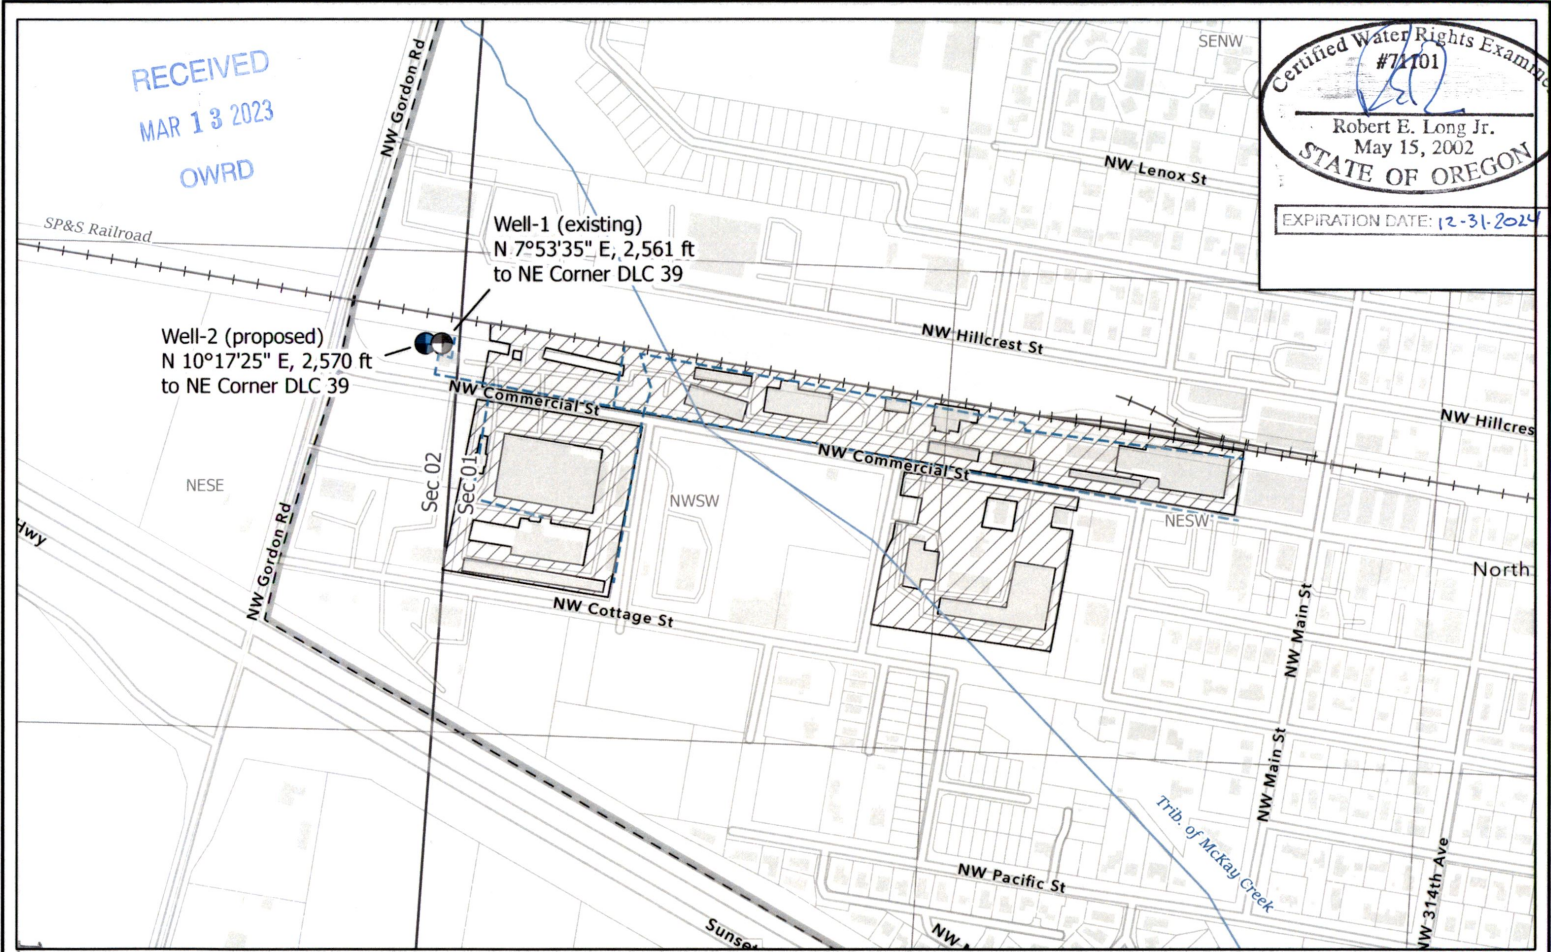 RECEIVED
MAR 13 2023
OWRD
NW Gordon Rd
SENW
Certified Water Rights Examine
#71101
Robert E. Long Jr.
May 15, 2002
STATE OF OREGON
EXPIRATION DATE: 12-31-2024
NW Lenox St
SP&S Railroad
Well-1 (existing)
N 7°53'35" E, 2,561 ft
to NE Corner DLC 39
Well-2 (proposed)
N 10°17'25" E, 2,570 ft
to NE Corner DLC 39
NW Hillcrest St
NW Hillcres
NW Commercial St
NW Commercial St
Sec 02
Sec 01
NESE
NWSW
NESW
Hwy
NW Gordon Rd
North
NW Cottage St
NW Main St
NW Main St
Trib. of McKay Creek
NW Pacific St
NW 314th Ave
Sunset
NW